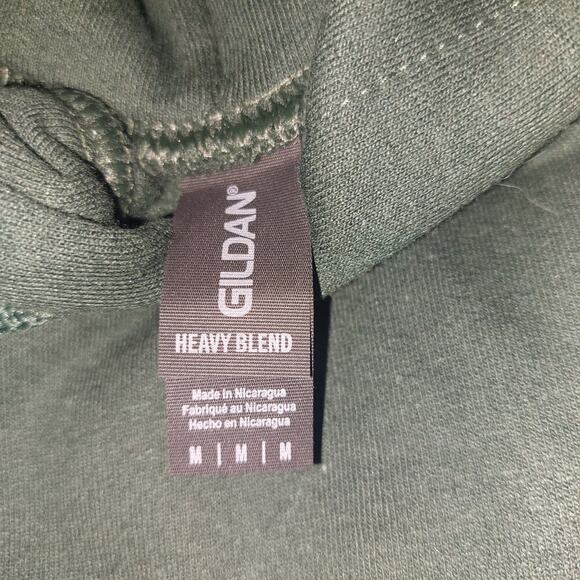 GILDAN®
HEAVY BLEND
Made in Nicaragua
Fabriqué au Nicaragua
Hecho en Nicaragua
M | M | M